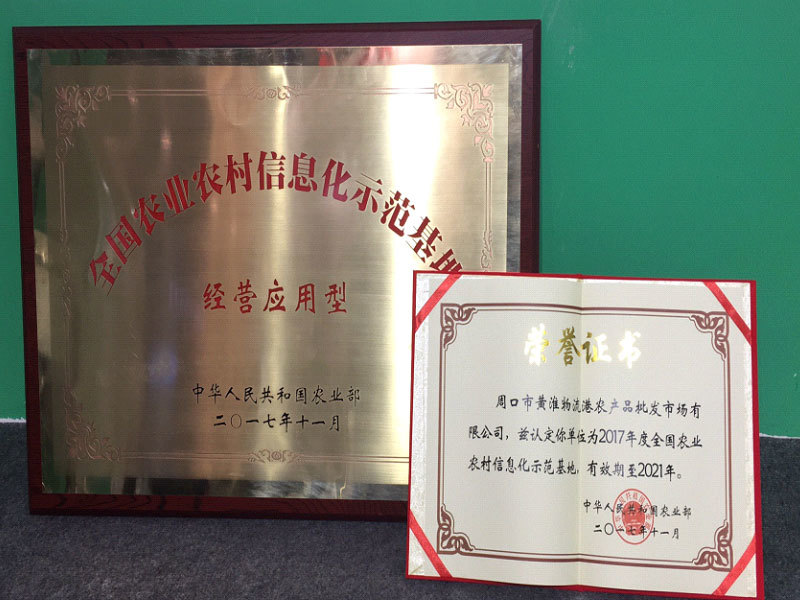 全国农业农村信息化示范基地
经营应用型
中华人民共和国农业部
二〇一七年十一月
荣誉证书
周口市黄淮物流港农产品批发市场有
限公司，兹认定你单位为2017年度全国农业
农村信息化示范基地，有效期至2021年。
中华人民共和国农业部
二〇一七年十一月